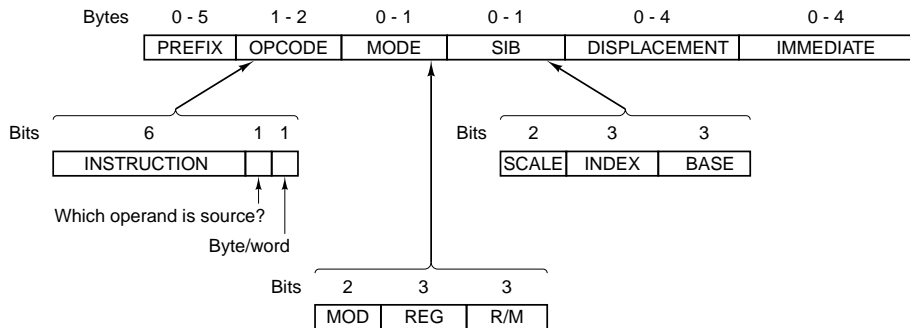 Bytes 0 - 5 1 - 2 0 - 1 0 - 1 0 - 4 0 - 4
PREFIX OPCODE MODE SIB DISPLACEMENT IMMEDIATE
Bits 6 1 1
INSTRUCTION
Which operand is source?
Byte/word
Bits 2 3 3
SCALE INDEX BASE
Bits 2 3 3
MOD REG R/M